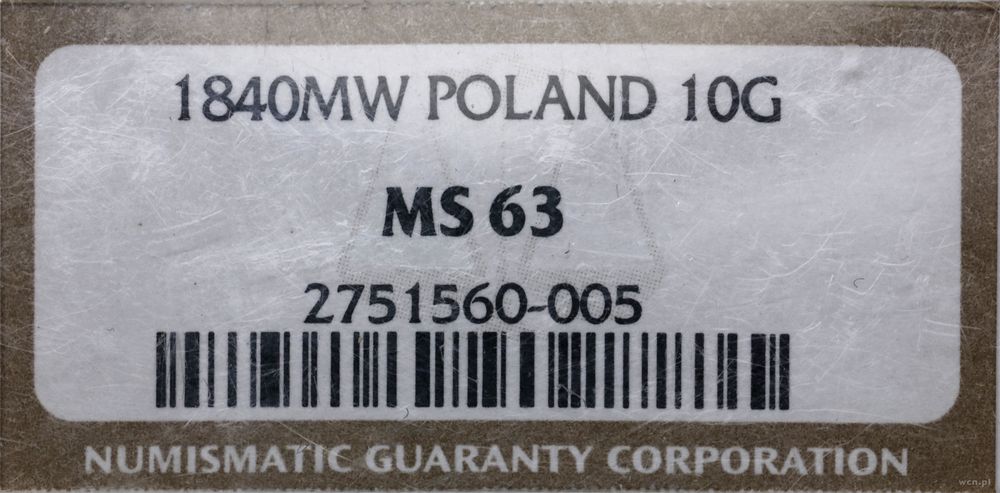 1840MW POLAND 10G
MS 63
2751560-005
NUMISMATIC GUARANTY CORPORATION
wcn.pl